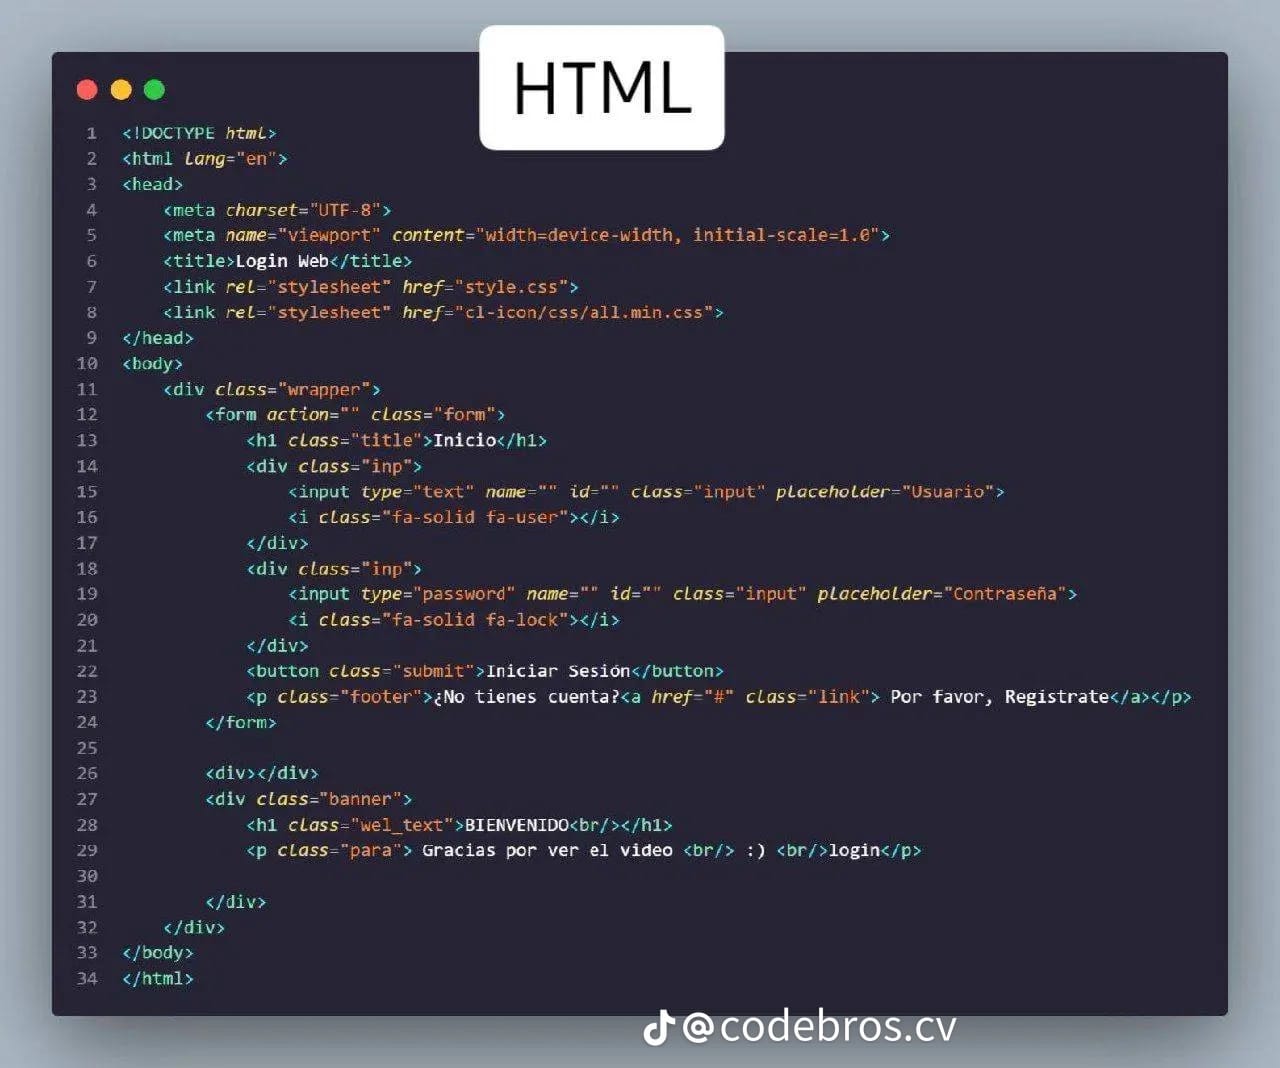 HTML
1 <!DOCTYPE html>
2 <html lang="en">
3 <head>
4     <meta charset="UTF-8">
5     <meta name="viewport" content="width=device-width, initial-scale=1.0">
6     <title>Login Web</title>
7     <link rel="stylesheet" href="style.css">
8     <link rel="stylesheet" href="cl-icon/css/all.min.css">
9 </head>
10 <body>
11     <div class="wrapper">
12         <form action="" class="form">
13             <h1 class="title">Inicio</h1>
14             <div class="inp">
15                 <input type="text" name="" id="" class="input" placeholder="Usuario">
16                 <i class="fa-solid fa-user"></i>
17             </div>
18             <div class="inp">
19                 <input type="password" name="" id="" class="input" placeholder="Contraseña">
20                 <i class="fa-solid fa-lock"></i>
21             </div>
22             <button class="submit">Iniciar Sesión</button>
23             <p class="footer">¿No tienes cuenta?<a href="#" class="link"> Por favor, Registrate</a></p>
24         </form>
25
26         <div></div>
27         <div class="banner">
28             <h1 class="wel_text">BIENVENIDO<br/></h1>
29             <p class="para"> Gracias por ver el video <br/> :) <br/>login</p>
30
31         </div>
32     </div>
33 </body>
34 </html>
@codebros.cv